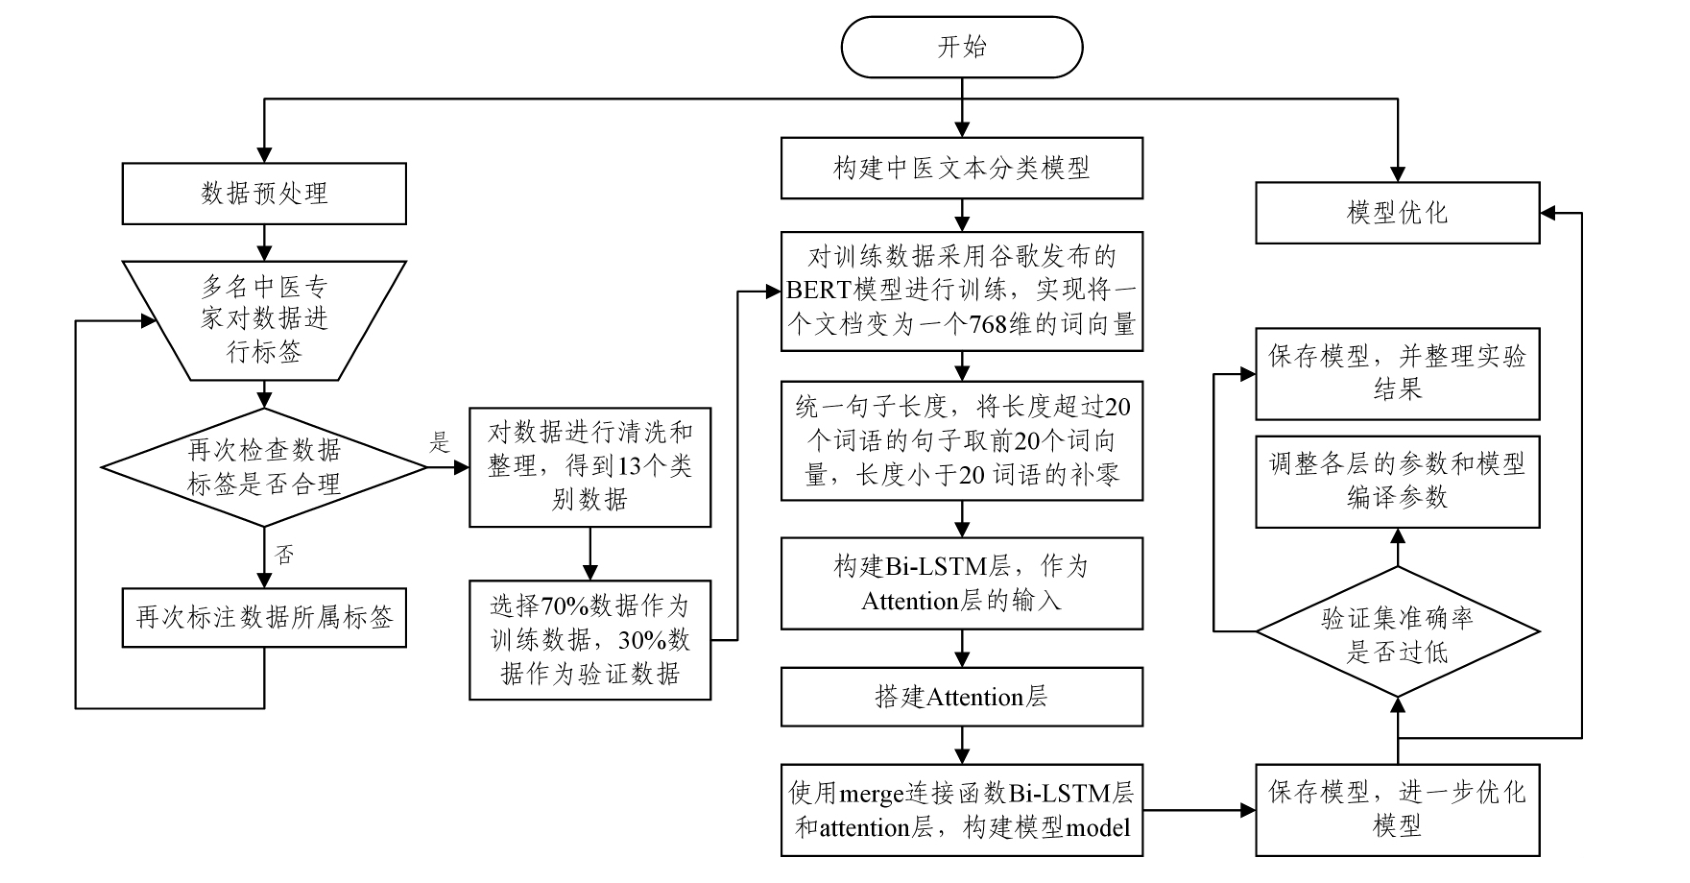 开始
数据预处理
多名中医专
家对数据进
行标签
再次检查数据
标签是否合理
是
否
再次标注数据所属标签
对数据进行清洗和
整理，得到13个类
别数据
选择70%数据作为
训练数据，30%数
据作为验证数据
构建中医文本分类模型
对训练数据采用谷歌发布的
BERT模型进行训练，实现将一
个文档变为一个768维的词向量
统一句子长度，将长度超过20
个词语的句子取前20个词向
量，长度小于20 词语的补零
构建Bi-LSTM层，作为
Attention层的输入
搭建Attention层
使用merge连接函数Bi-LSTM层
和attention层，构建模型model
模型优化
保存模型，并整理实验
结果
调整各层的参数和模型
编译参数
验证集准确率
是否过低
保存模型，进一步优化
模型